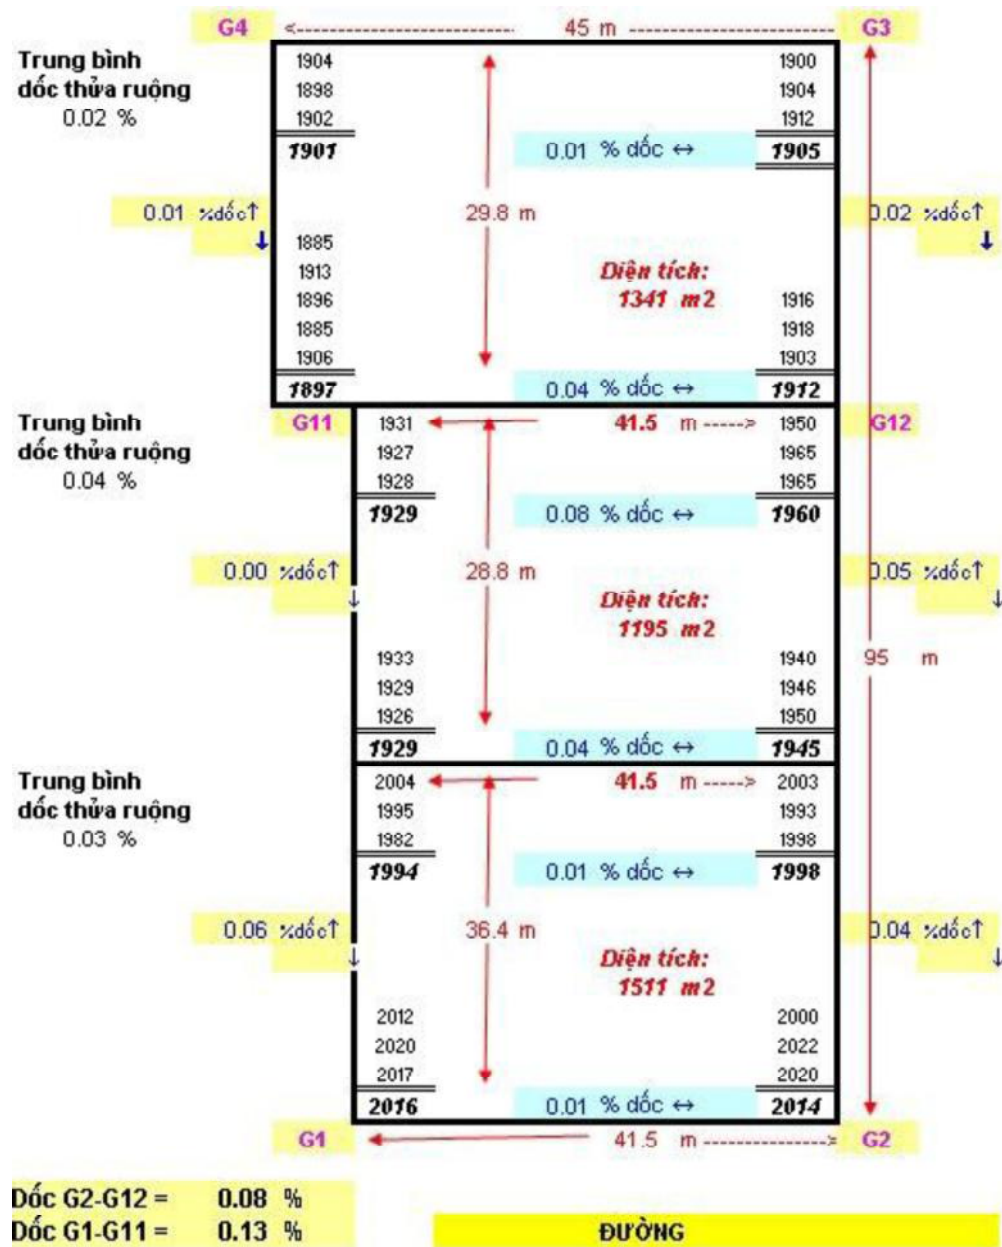 G4 <---------------------- 45 m --------------------- G3
Trung bình 1904 1900
dốc thửa ruộng 1898 1904
0.02 % 1902 1912
1901 0.01 % dốc ↔ 1905
0.01 %dốc↑ 29.8 m 0.02 %dốc↑
↓ ↓
1885
1913 Diện tích:
1896 1341 m2 1916
1885 1918
1906 1903
1897 0.04 % dốc ↔ 1912
Trung bình G11 1931 41.5 m -----> 1950 G12
dốc thửa ruộng 1927 1965
0.04 % 1928 1965
1929 0.08 % dốc ↔ 1960
0.00 %dốc↑ 28.8 m 0.05 %dốc↑
↓ ↓
Diện tích:
1195 m2
1933 1940 95 m
1929 1946
1926 1950
1929 0.04 % dốc ↔ 1945
Trung bình 2004 41.5 m -----> 2003
dốc thửa ruộng 1995 1993
0.03 % 1982 1998
1994 0.01 % dốc ↔ 1998
0.06 %dốc↑ 36.4 m 0.04 %dốc↑
↓ ↓
Diện tích:
1511 m2
2012 2000
2020 2022
2017 2020
2016 0.01 % dốc ↔ 2014
G1 41.5 m --------------> G2
Dốc G2-G12 = 0.08 %
Dốc G1-G11 = 0.13 % ĐƯỜNG